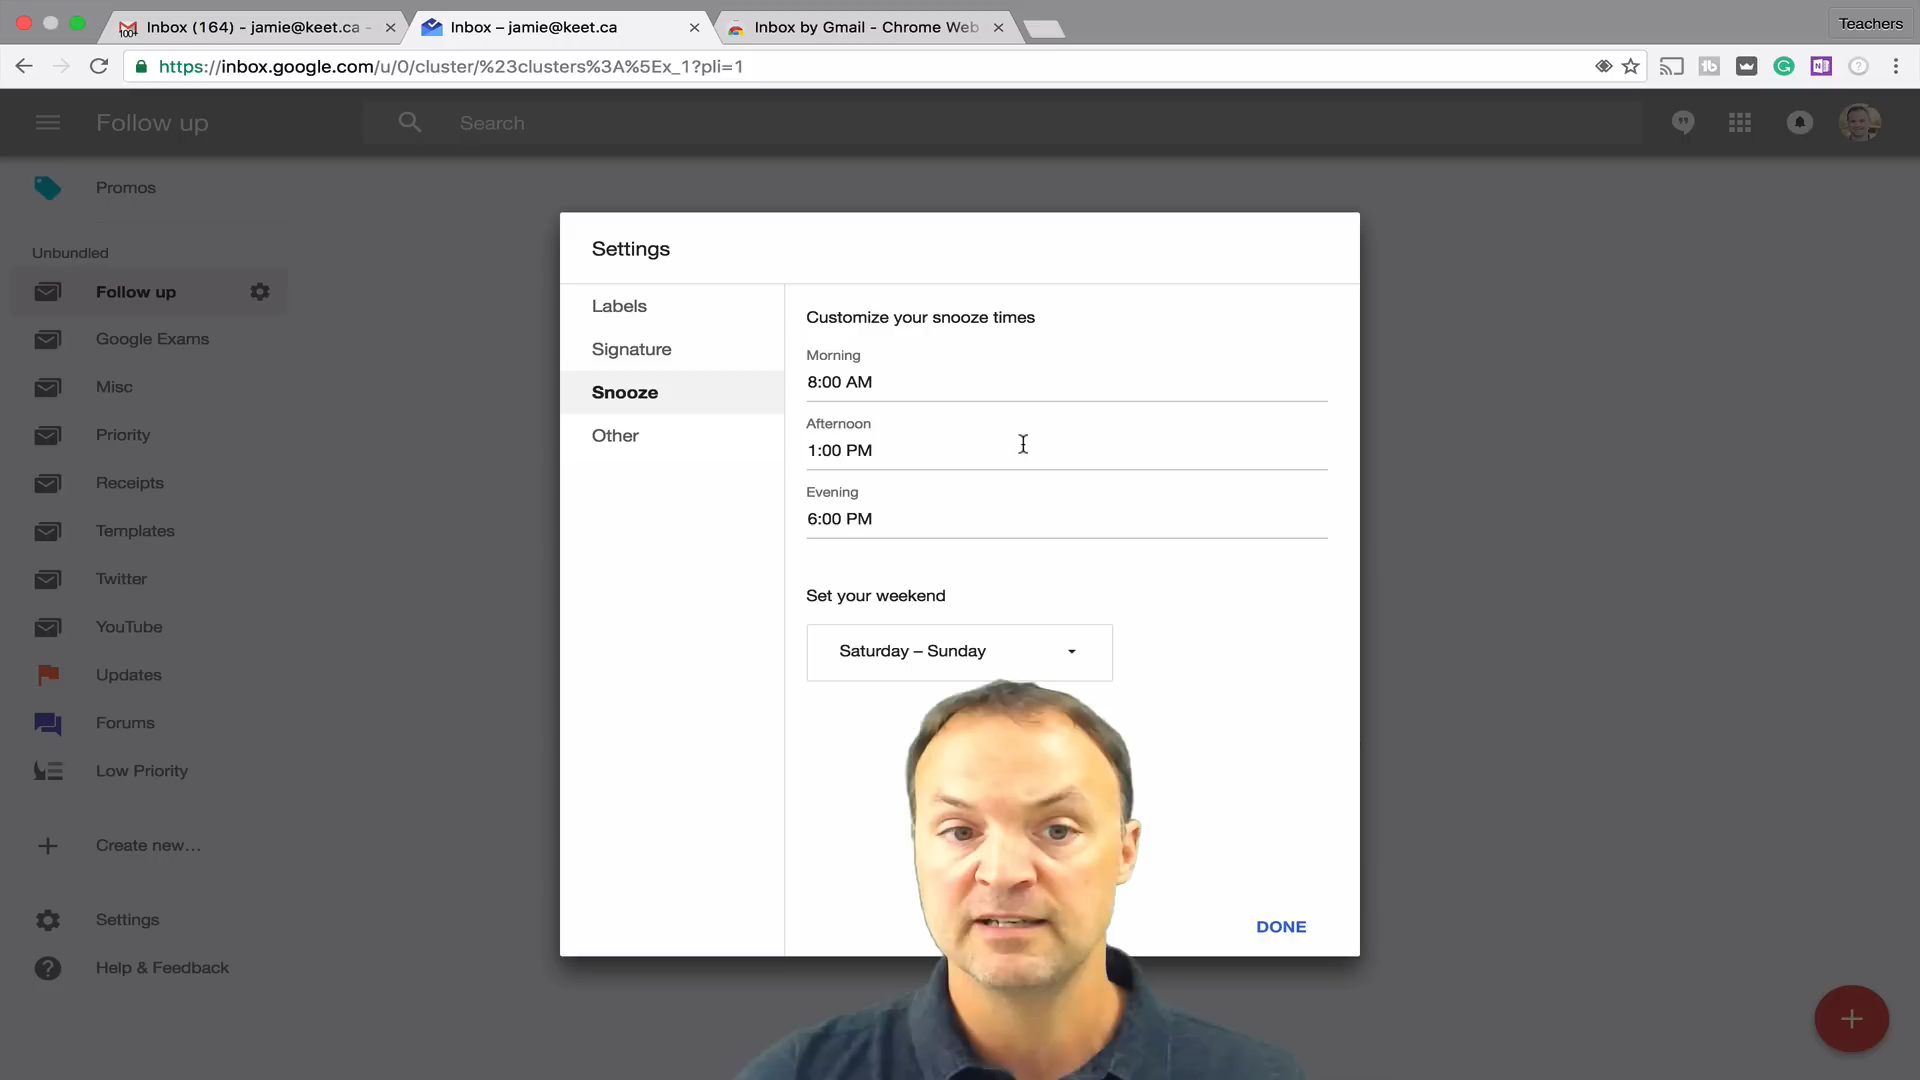 Inbox (164) - jamie@keet.ca -
Inbox – jamie@keet.ca
Inbox by Gmail - Chrome Web
Teachers
https://inbox.google.com/u/0/cluster/%23clusters%3A%5Ex_1?pli=1
Follow up
Search
Promos
Unbundled
Follow up
Google Exams
Misc
Priority
Receipts
Templates
Twitter
YouTube
Updates
Forums
Low Priority
Create new...
Settings
Help & Feedback
Settings
Labels
Signature
Snooze
Other
Customize your snooze times
Morning
8:00 AM
Afternoon
1:00 PM
Evening
6:00 PM
Set your weekend
Saturday – Sunday
DONE